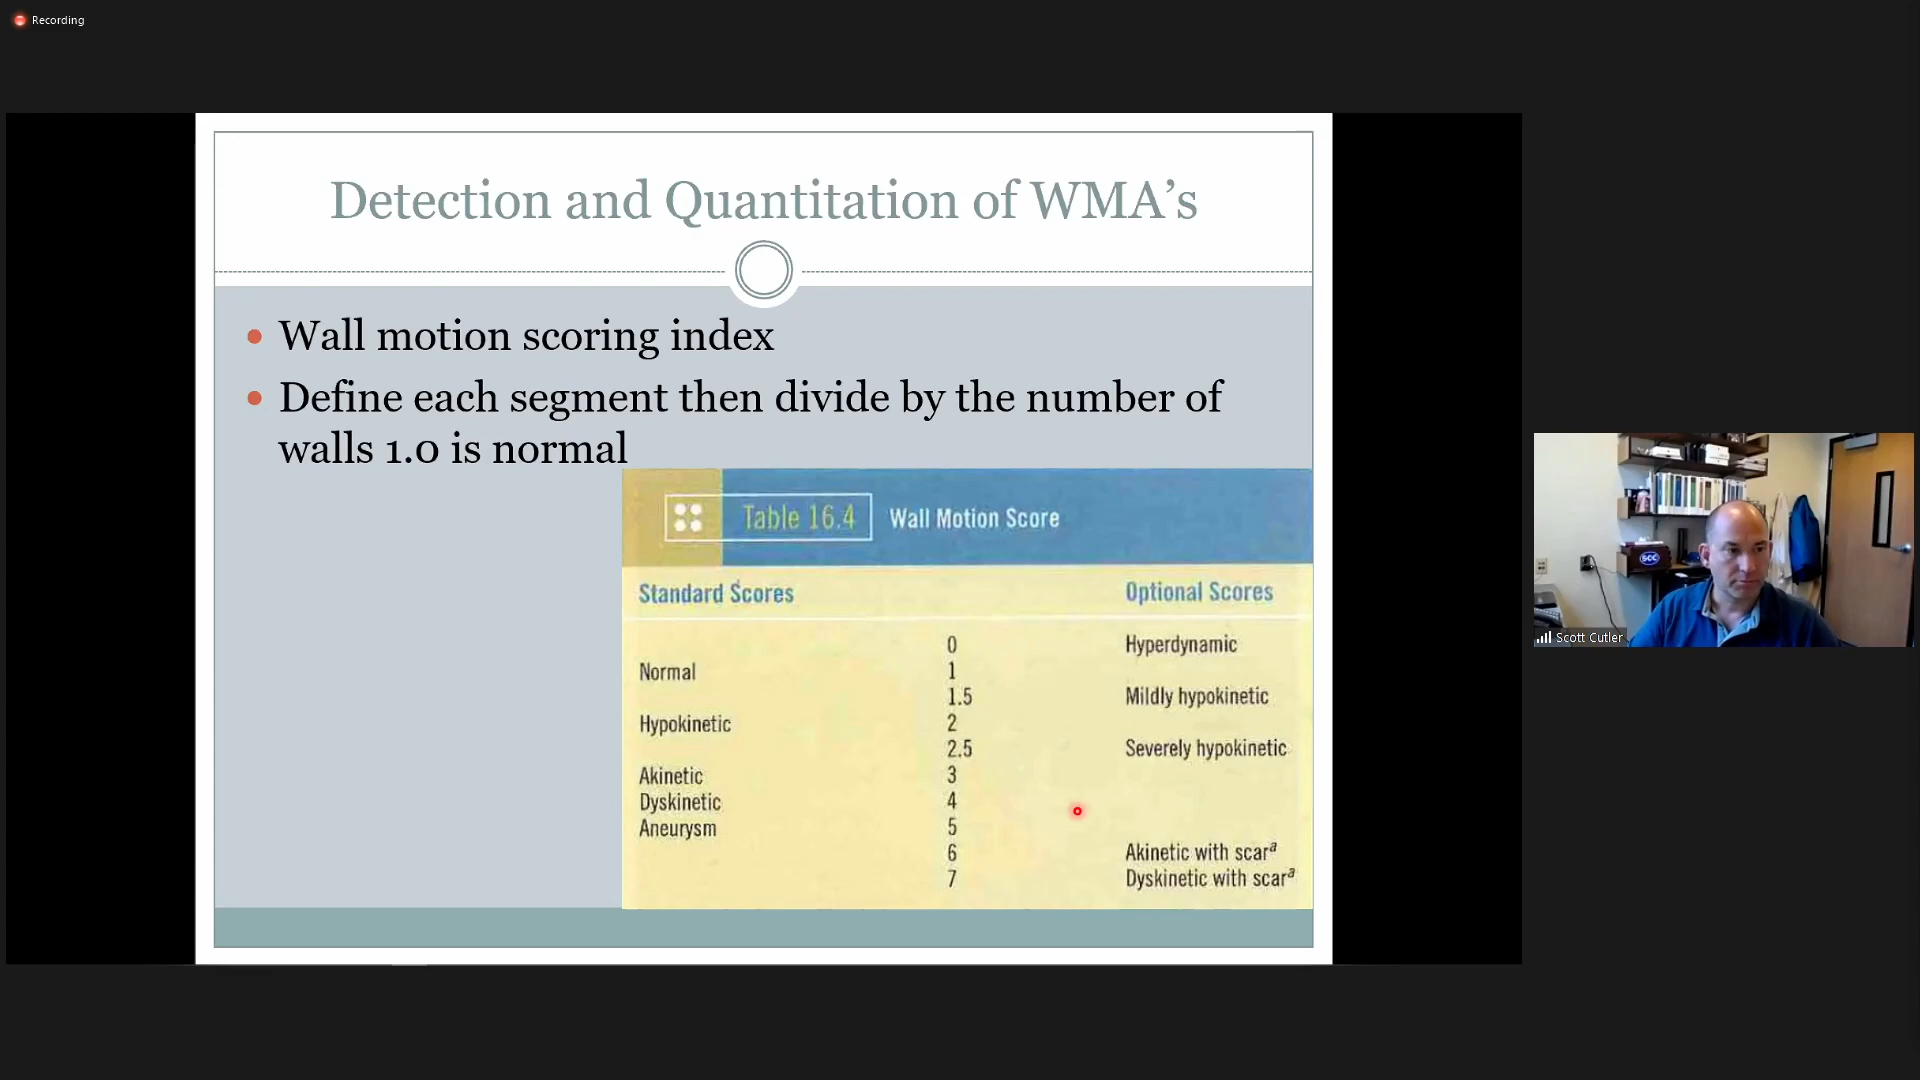 Recording
Detection and Quantitation of WMA’s
Wall motion scoring index
Define each segment then divide by the number of
walls 1.0 is normal
Table 16.4 Wall Motion Score
Standard Scores Optional Scores
0 Hyperdynamic
Normal 1
1.5 Mildly hypokinetic
Hypokinetic 2
2.5 Severely hypokinetic
Akinetic 3
Dyskinetic 4
Aneurysm 5
6 Akinetic with scarª
7 Dyskinetic with scarª
SCC
Scott Cutler